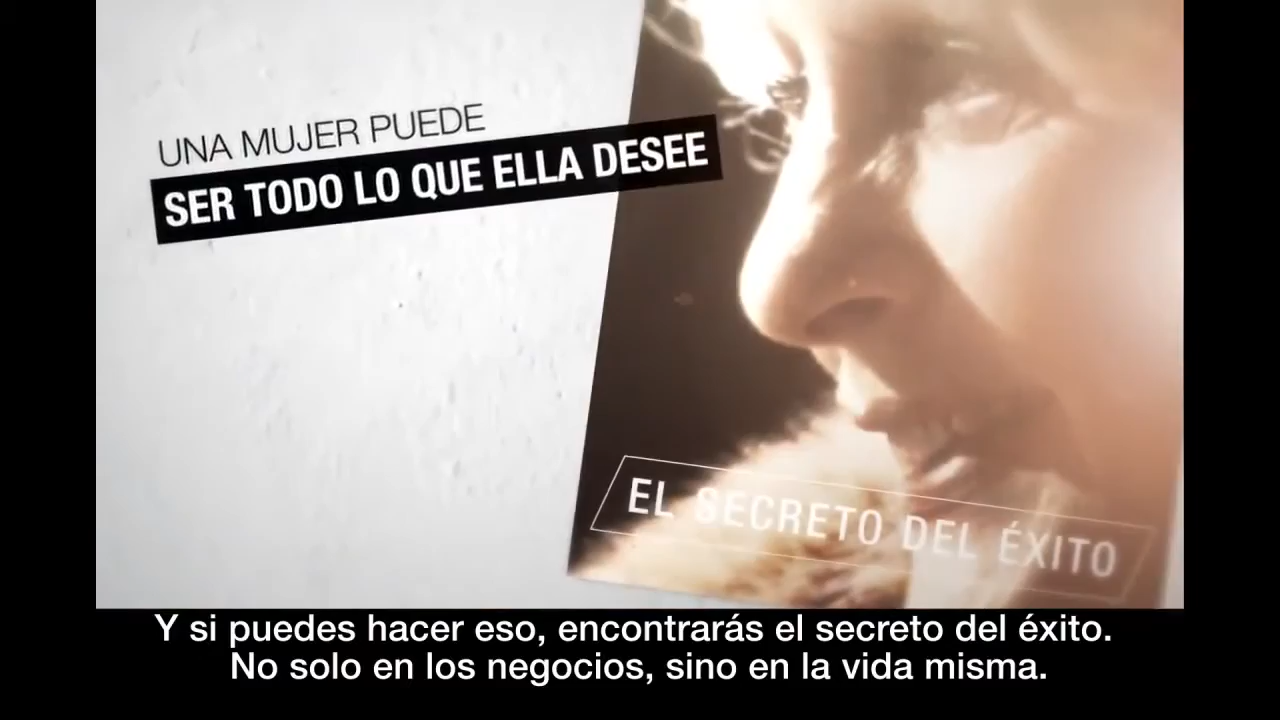 UNA MUJER PUEDE
SER TODO LO QUE ELLA DESEE
EL SECRETO DEL ÉXITO
Y si puedes hacer eso, encontrarás el secreto del éxito.
No solo en los negocios, sino en la vida misma.